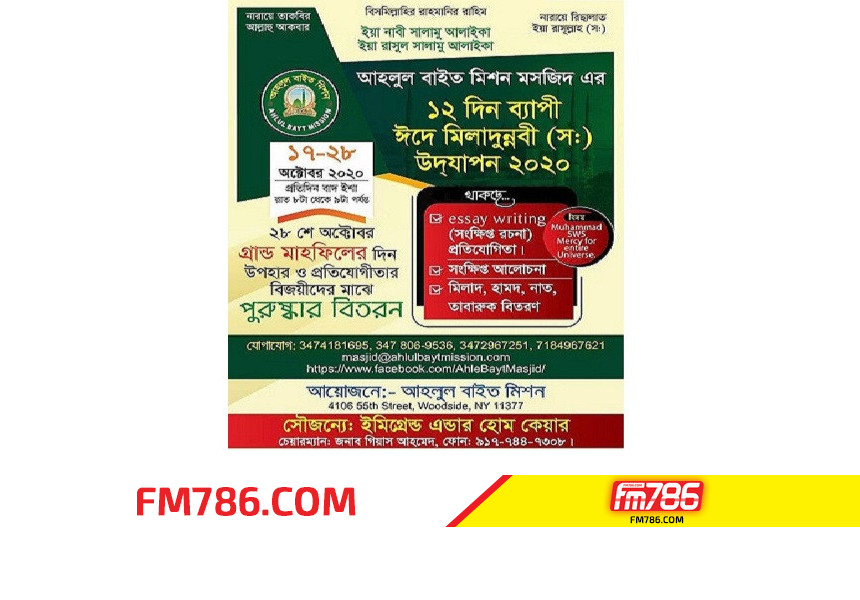 নারায়ে তাকবির
আল্লাহু আকবার
বিসমিল্লাহির রাহমানির রাহিম
নারায়ে রিছালাত
ইয়া রাসুল্লাহ (সঃ)
ইয়া নাবী সালামু আলাইকা
ইয়া রাসুল সালামু আলাইকা
আহলুল বাইত মিশন
AHLUL BAYT MISSION
আহলুল বাইত মিশন মসজিদ এর
১২ দিন ব্যাপী
ঈদে মিলাদুন্নবী (স:)
উদ্‌যাপন ২০২০
১৭-২৮
অক্টোবর ২০২০
প্রতিদিন বাদ ইশা
রাত ৮টা থেকে ৯টা পর্যন্ত
২৮ শে অক্টোবর
গ্রান্ড মাহফিলের দিন
উপহার ও প্রতিযোগীতার
বিজয়ীদের মাঝে
পুরুষ্কার বিতরন
থাকছে...
essay writing
(সংক্ষিপ্ত রচনা)
প্রতিযোগিতা।
সংক্ষিপ্ত আলোচনা
মিলাদ, হামদ, নাত,
তাবারুক বিতরণ
বিষয়
Muhammad
SWS
Mercy for
entire
Universe.
যোগাযোগ: 3474181695, 347 806-9536, 3472967251, 7184967621
masjid@ahlulbaytmission.com
https://www.facebook.com/AhleBaytMasjid/
আয়োজনে:- আহলুল বাইত মিশন
4106 55th Street, Woodside, NY 11377
সৌজন্যে: ইমিগ্রেন্ড এন্ডার হোম কেয়ার
চেয়ারম্যান: জনাব গিয়াস আহমেদ, ফোন: ৯১৭-৭৪৪-৭৩০৮।
FM786.COM
fm786
FM786.COM